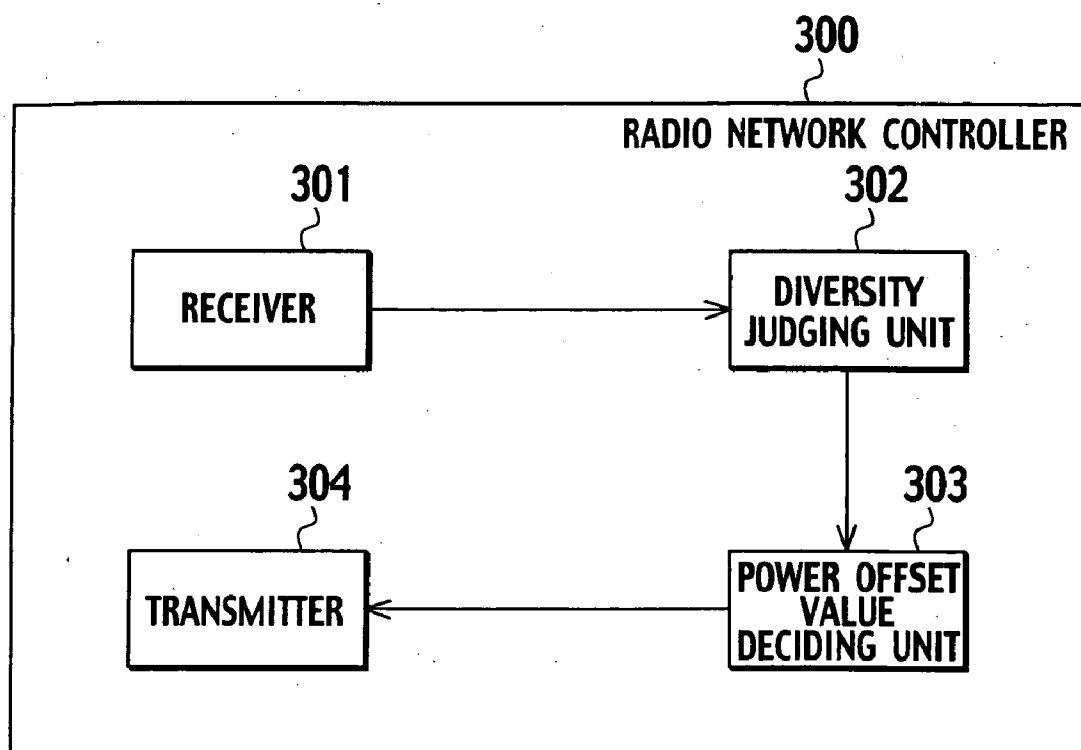 300
RADIO NETWORK CONTROLLER
301
302
RECEIVER
DIVERSITY
JUDGING UNIT
304
303
TRANSMITTER
POWER OFFSET
VALUE
DECIDING UNIT